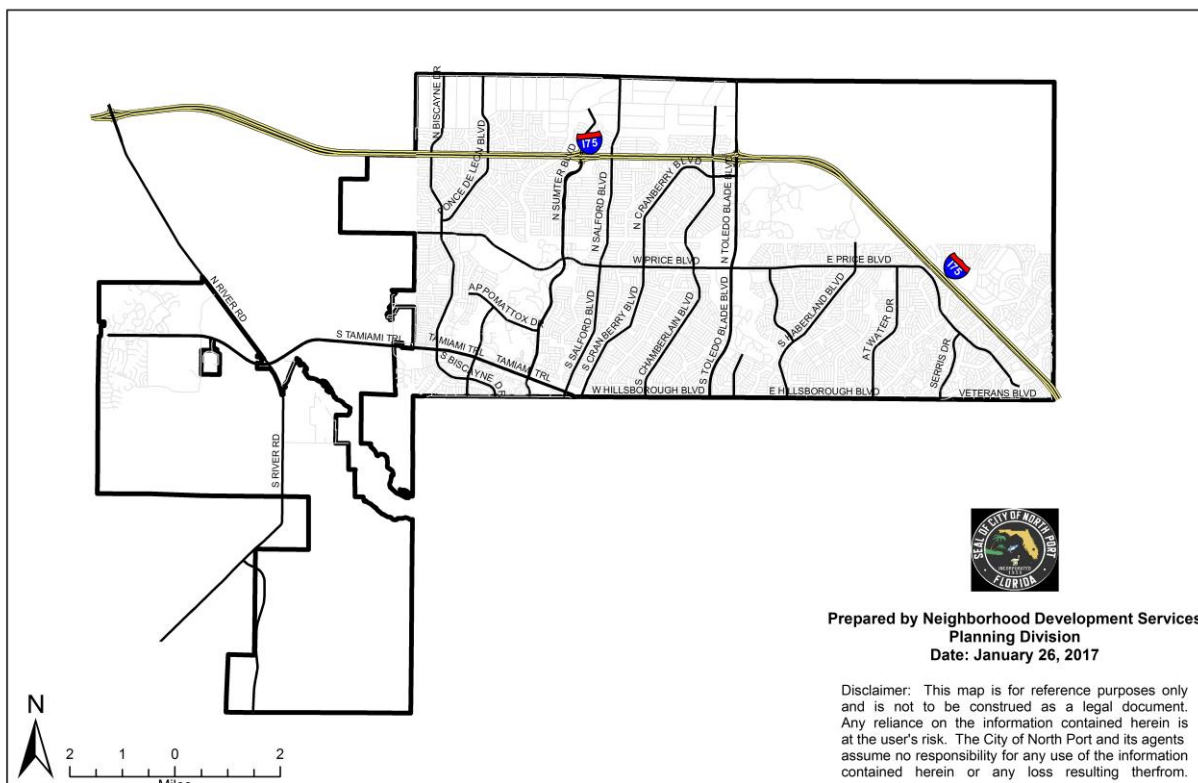 N BISCAYNE DR
PONCE DE LEON BLVD
175
N SUMTER BLVD
N SALFORD BLVD
N CRANBERRY BLVD
N TOLEDO BLADE BLVD
W PRICE BLVD
E PRICE BLVD
175
N RIVER RD
APPOMATTOX DR
S TAMIAMI TRL
TAMIAMI TRL
TAMIAMI TRL
S BISCAYNE DR
S SALFORD BLVD
S CRANBERRY BLVD
S CHAMBERLAIN BLVD
S TOLEDO BLADE BLVD
S HABERLAND BLVD
ATWATER DR
SERRIS DR
W HILLSBOROUGH BLVD
E HILLSBOROUGH BLVD
VETERANS BLVD
S RIVER RD
SEAL OF CITY OF NORTH PORT
INCORPORATED
FLORIDA
Prepared by Neighborhood Development Services
Planning Division
Date: January 26, 2017
Disclaimer: This map is for reference purposes only
and is not to be construed as a legal document.
Any reliance on the information contained herein is
at the user's risk. The City of North Port and its agents
assume no responsibility for any use of the information
contained herein or any loss resulting therfrom.
N
2 1 0 2
Miles